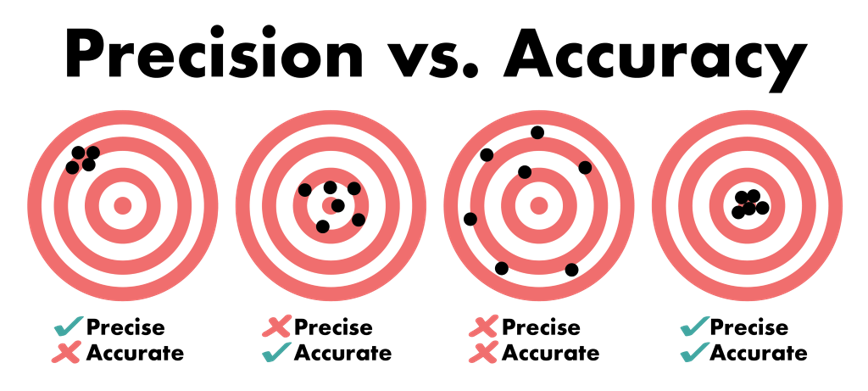 Precision vs. Accuracy
Precise
Accurate
Precise
Accurate
Precise
Accurate
Precise
Accurate